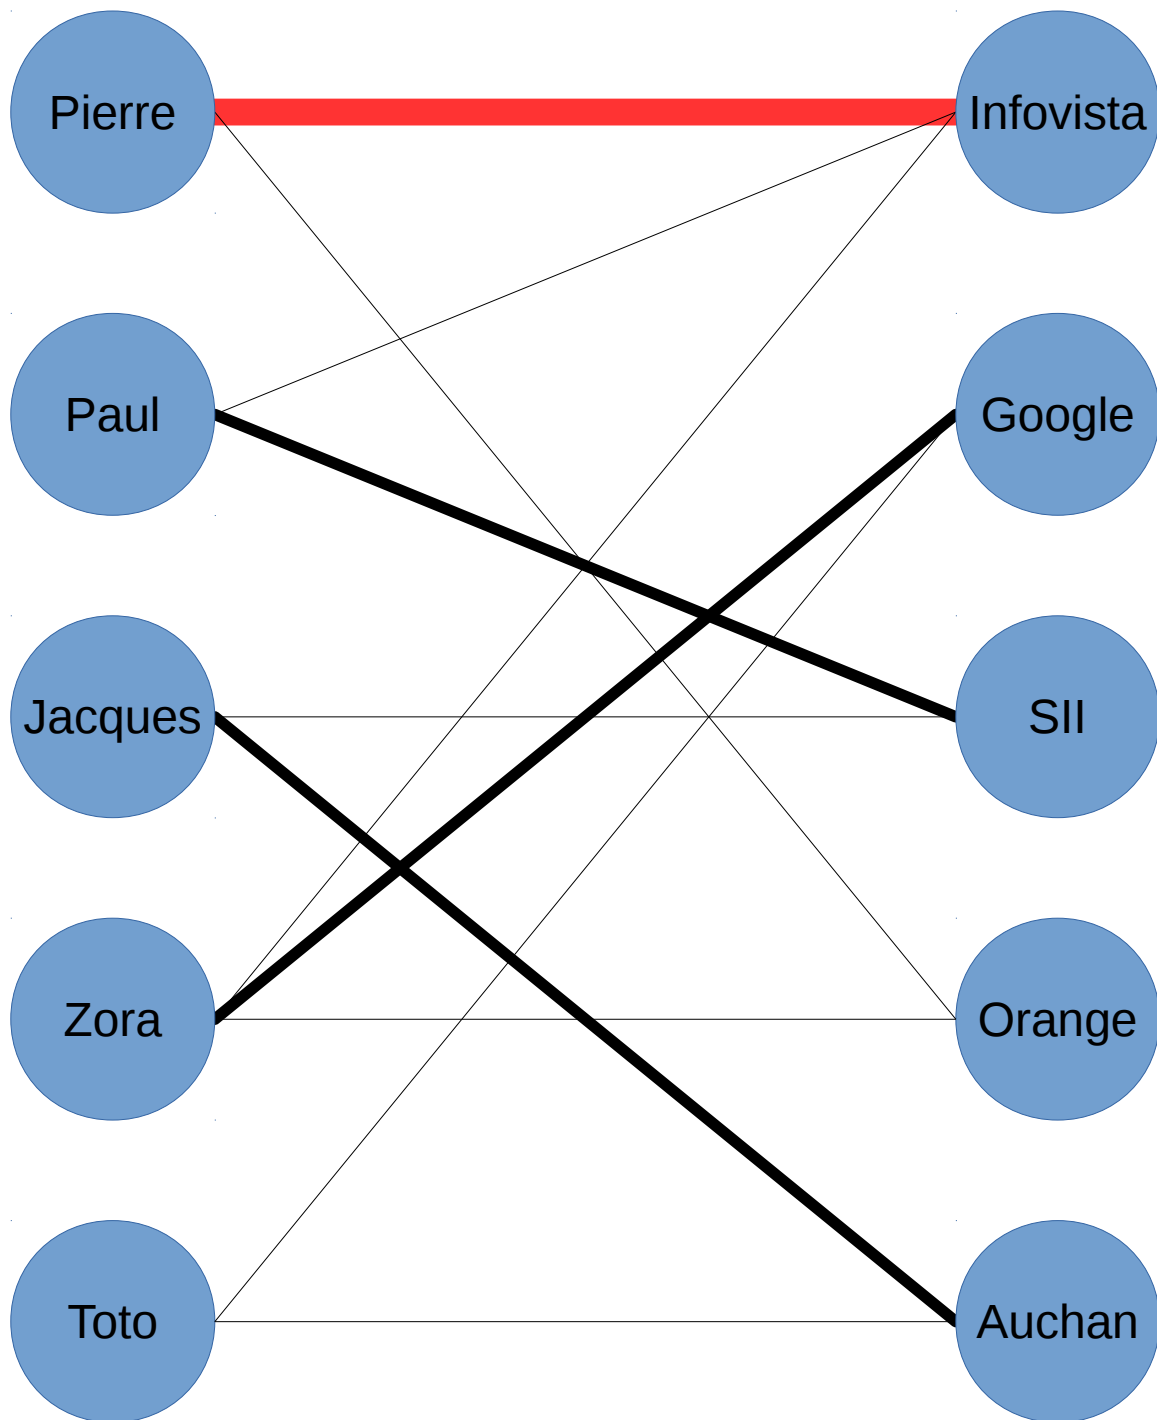 Pierre
Infovista
Paul
Google
Jacques
SII
Zora
Orange
Toto
Auchan